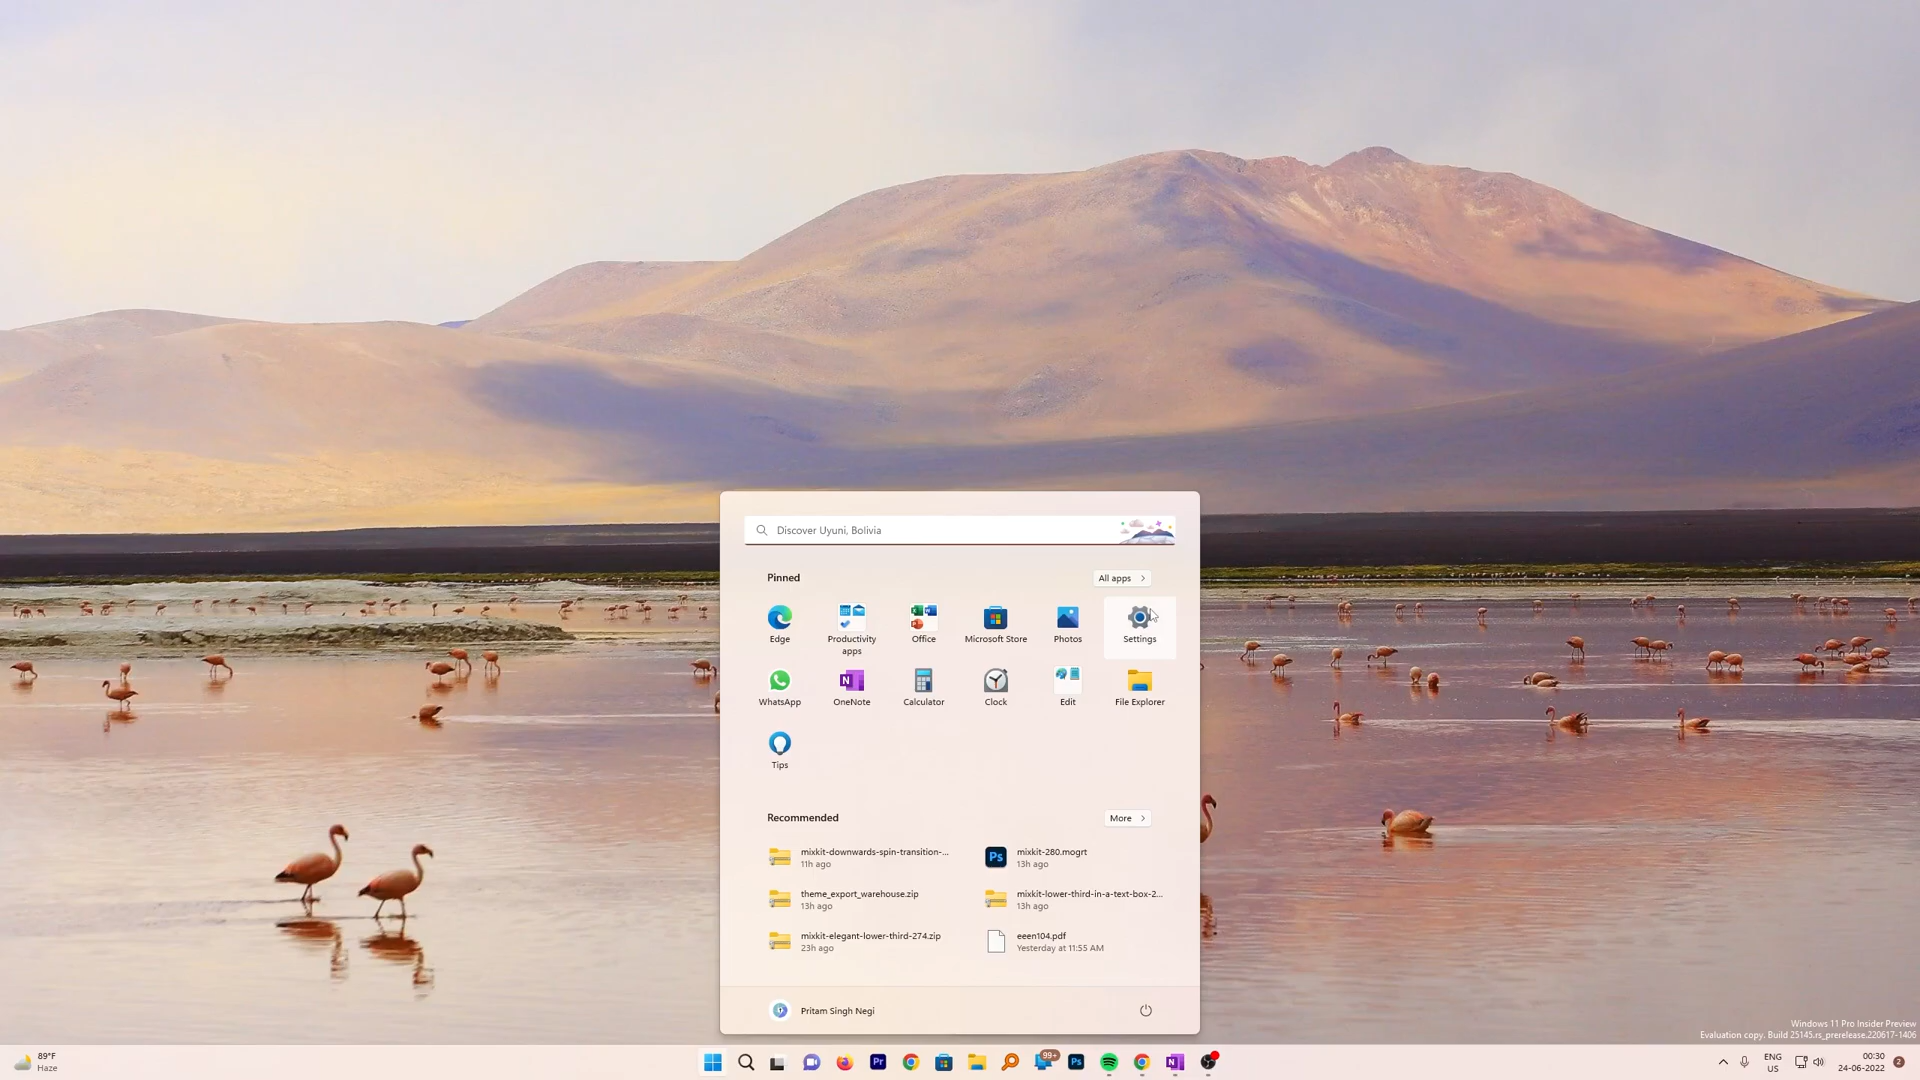 Discover Uyuni, Bolivia
Pinned
All apps
Edge
Productivity
apps
Office
Microsoft Store
Photos
Settings
WhatsApp
OneNote
Calculator
Clock
Edit
File Explorer
Tips
Recommended
More
mixkit-downwards-spin-transition-...
11h ago
mixkit-280.mogrt
13h ago
theme_export_warehouse.zip
13h ago
mixkit-lower-third-in-a-text-box-2...
13h ago
mixkit-elegant-lower-third-274.zip
23h ago
eeen104.pdf
Yesterday at 11:55 AM
Pritam Singh Negi
Windows 11 Pro Insider Preview
Evaluation copy. Build 25145.rs_prerelease.220617-1406
89°F
Haze
Pr
99+
Ps
N
ENG
US
00:30
24-06-2022
2